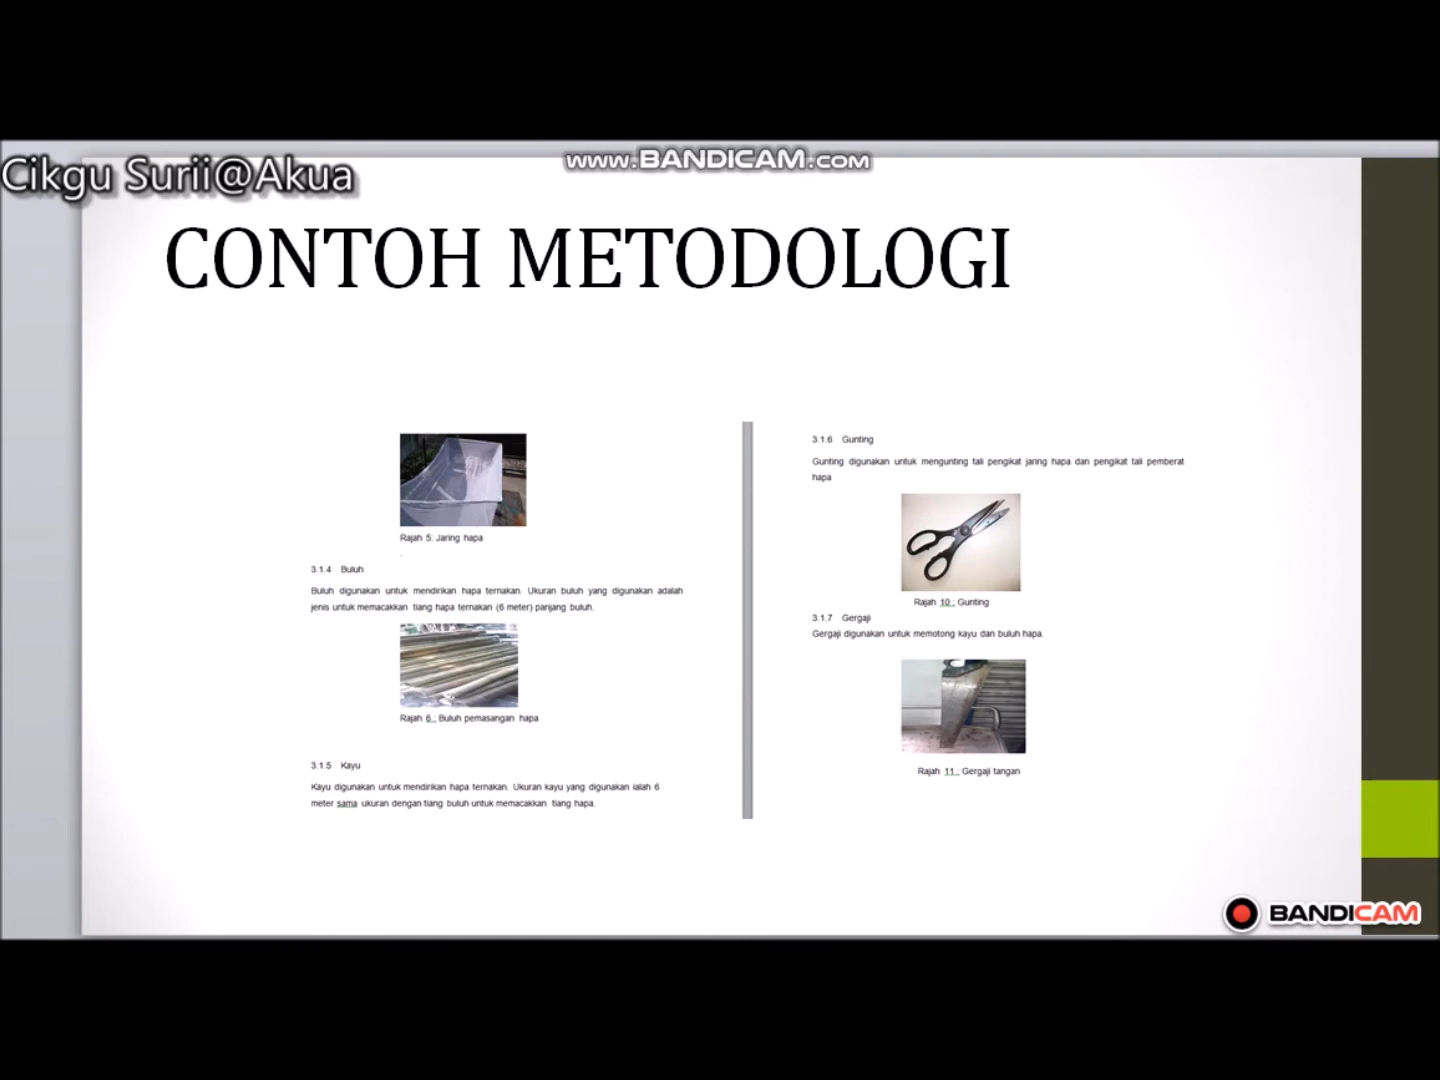 www.BANDICAM.com
Cikgu Surii@Akua
CONTOH METODOLOGI
Rajah 5: Jaring hapa
3.1.4 Buluh
Buluh digunakan untuk mendirikan hapa ternakan. Ukuran buluh yang digunakan adalah
jenis untuk memacakkan tiang hapa ternakan (6 meter) panjang buluh.
Rajah 6 : Buluh pemasangan hapa
3.1.5 Kayu
Kayu digunakan untuk mendirikan hapa ternakan. Ukuran kayu yang digunakan ialah 6
meter sama ukuran dengan tiang buluh untuk memacakkan tiang hapa.
3.1.6 Gunting
Gunting digunakan untuk mengunting tali pengikat jaring hapa dan pengikat tali pemberat
hapa
Rajah 10 : Gunting
3.1.7 Gergaji
Gergaji digunakan untuk memotong kayu dan buluh hapa.
Rajah 11 : Gergaji tangan
BANDICAM